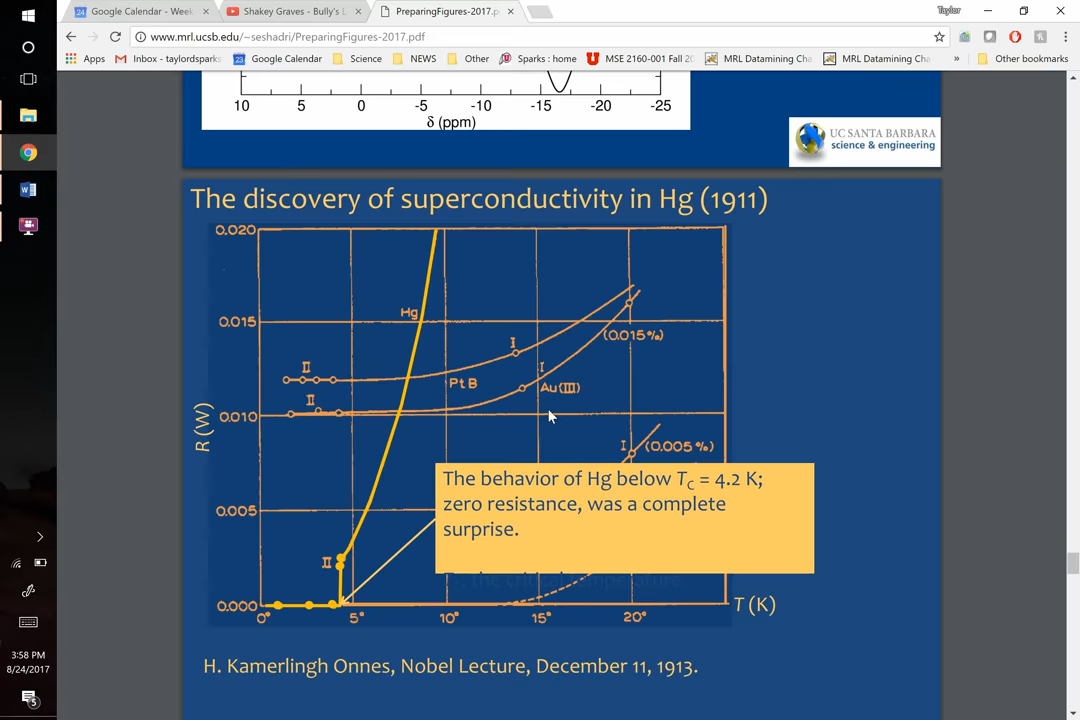 Google Calendar - Week
Shakey Graves - Bully's L
PreparingFigures-2017.p
Taylor
www.mrl.ucsb.edu/~seshadri/PreparingFigures-2017.pdf
Apps
Inbox - taylordsparks
Google Calendar
Science
NEWS
Other
Sparks : home
MSE 2160-001 Fall 20
MRL Datamining Cha
MRL Datamining Cha
»
Other bookmarks
10 5 0 -5 -10 -15 -20 -25
δ (ppm)
UC SANTA BARBARA
science & engineering
The discovery of superconductivity in Hg (1911)
0.020
Hg
0.015
I
(0.015%)
II
I
Pt B
Au(III)
II
0.010
R (W)
I (0.005%)
The behavior of Hg below TC = 4.2 K;
zero resistance, was a complete
surprise.
0.005
II
the critical temperature
0.000
T (K)
0° 5° 10° 15° 20°
H. Kamerlingh Onnes, Nobel Lecture, December 11, 1913.
3:58 PM
8/24/2017
5